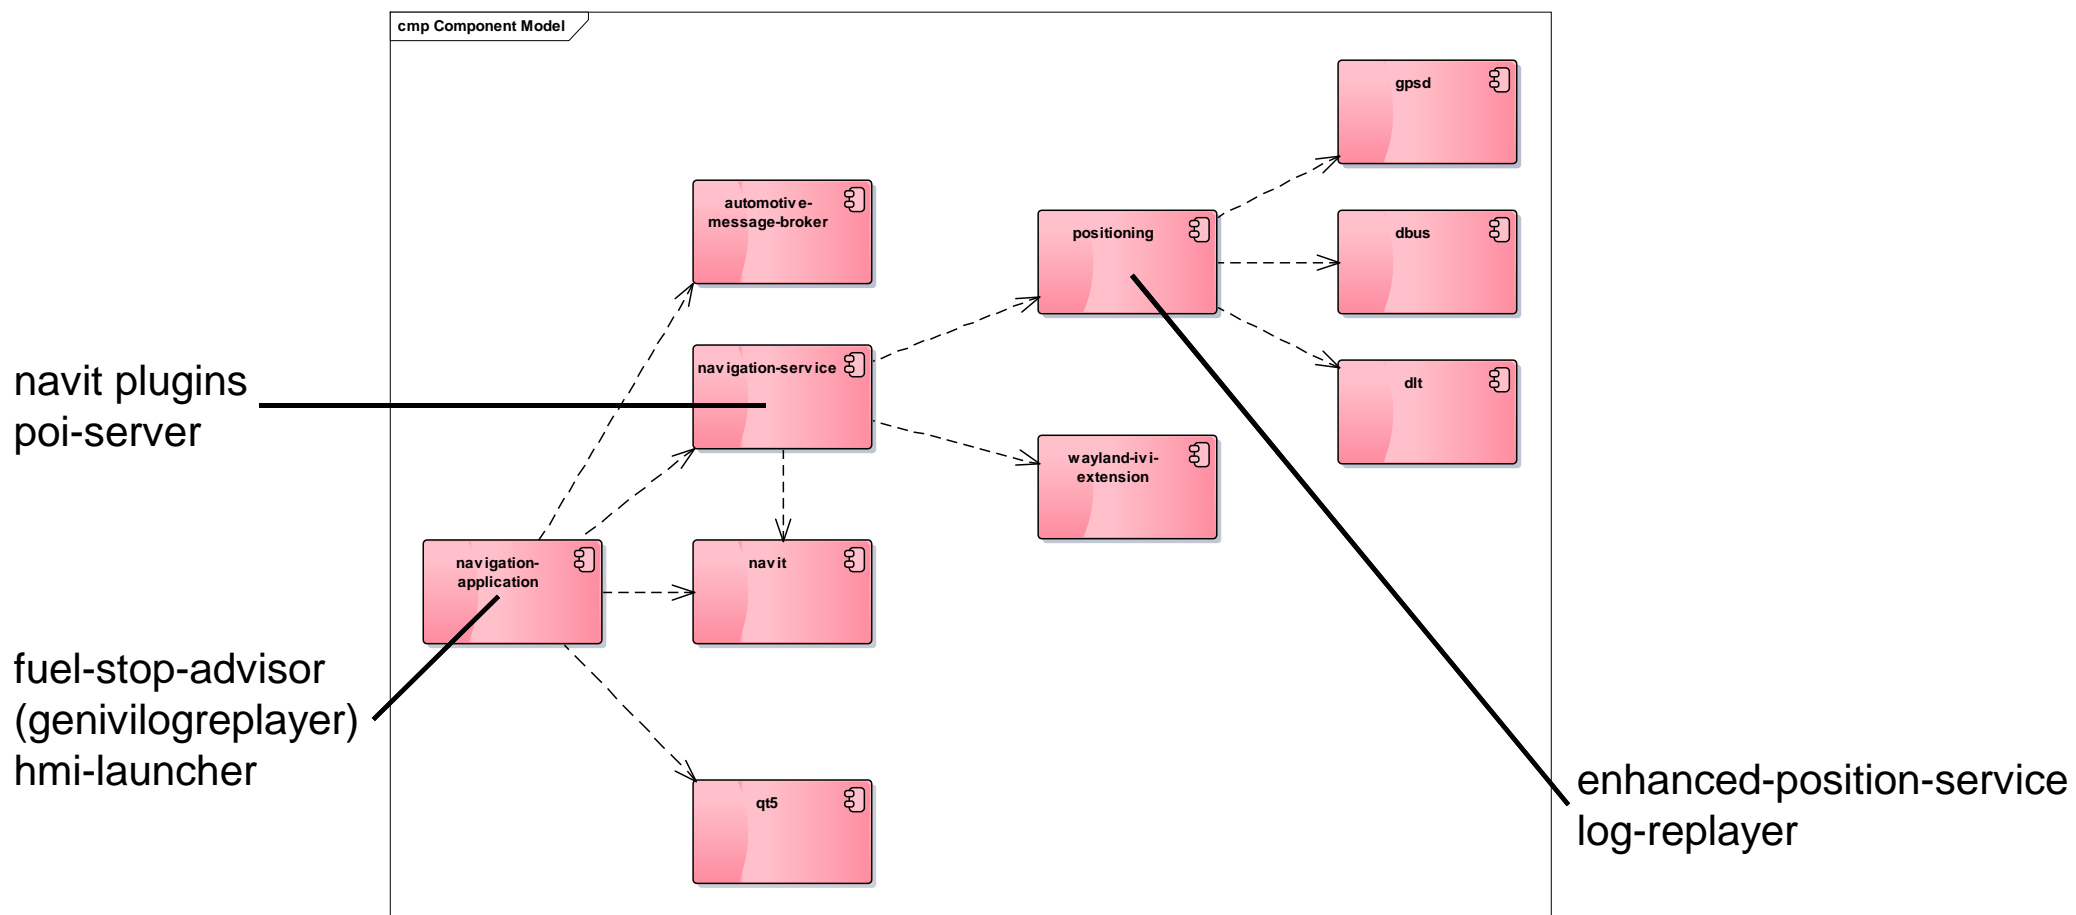 cmp Component Model
gpsd
automotive-
message-broker
positioning
dbus
navigation-service
dlt
navit plugins
poi-server
wayland-ivi-
extension
navigation-
application
navit
fuel-stop-advisor
(genivilogreplayer)
hmi-launcher
qt5
enhanced-position-service
log-replayer